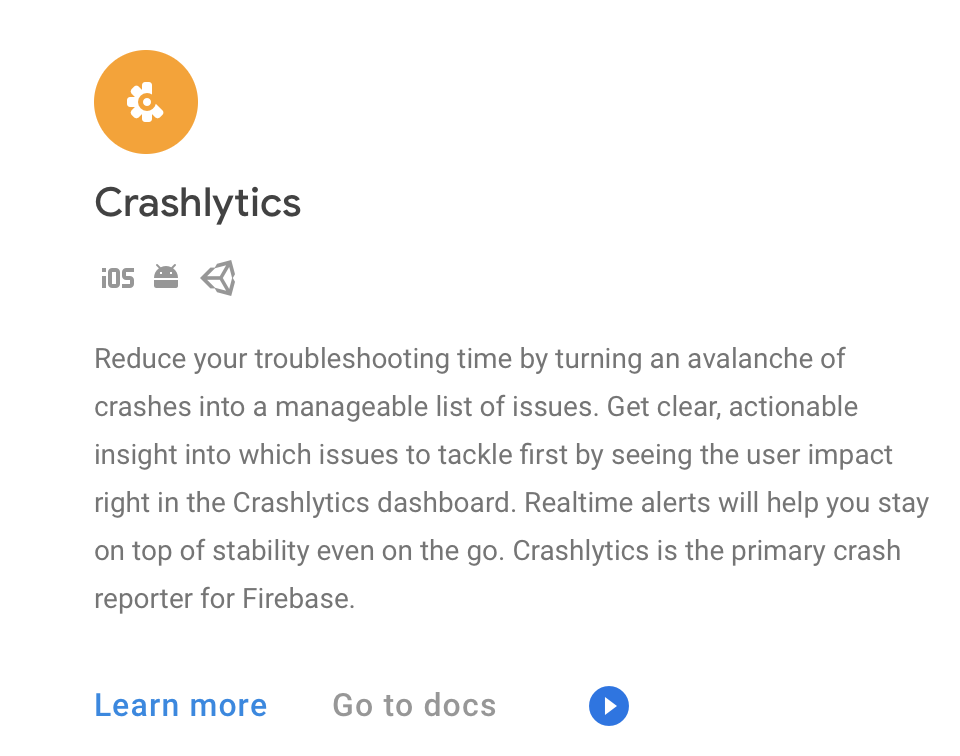 Crashlytics
iOS
Reduce your troubleshooting time by turning an avalanche of
crashes into a manageable list of issues. Get clear, actionable
insight into which issues to tackle first by seeing the user impact
right in the Crashlytics dashboard. Realtime alerts will help you stay
on top of stability even on the go. Crashlytics is the primary crash
reporter for Firebase.
Learn more Go to docs